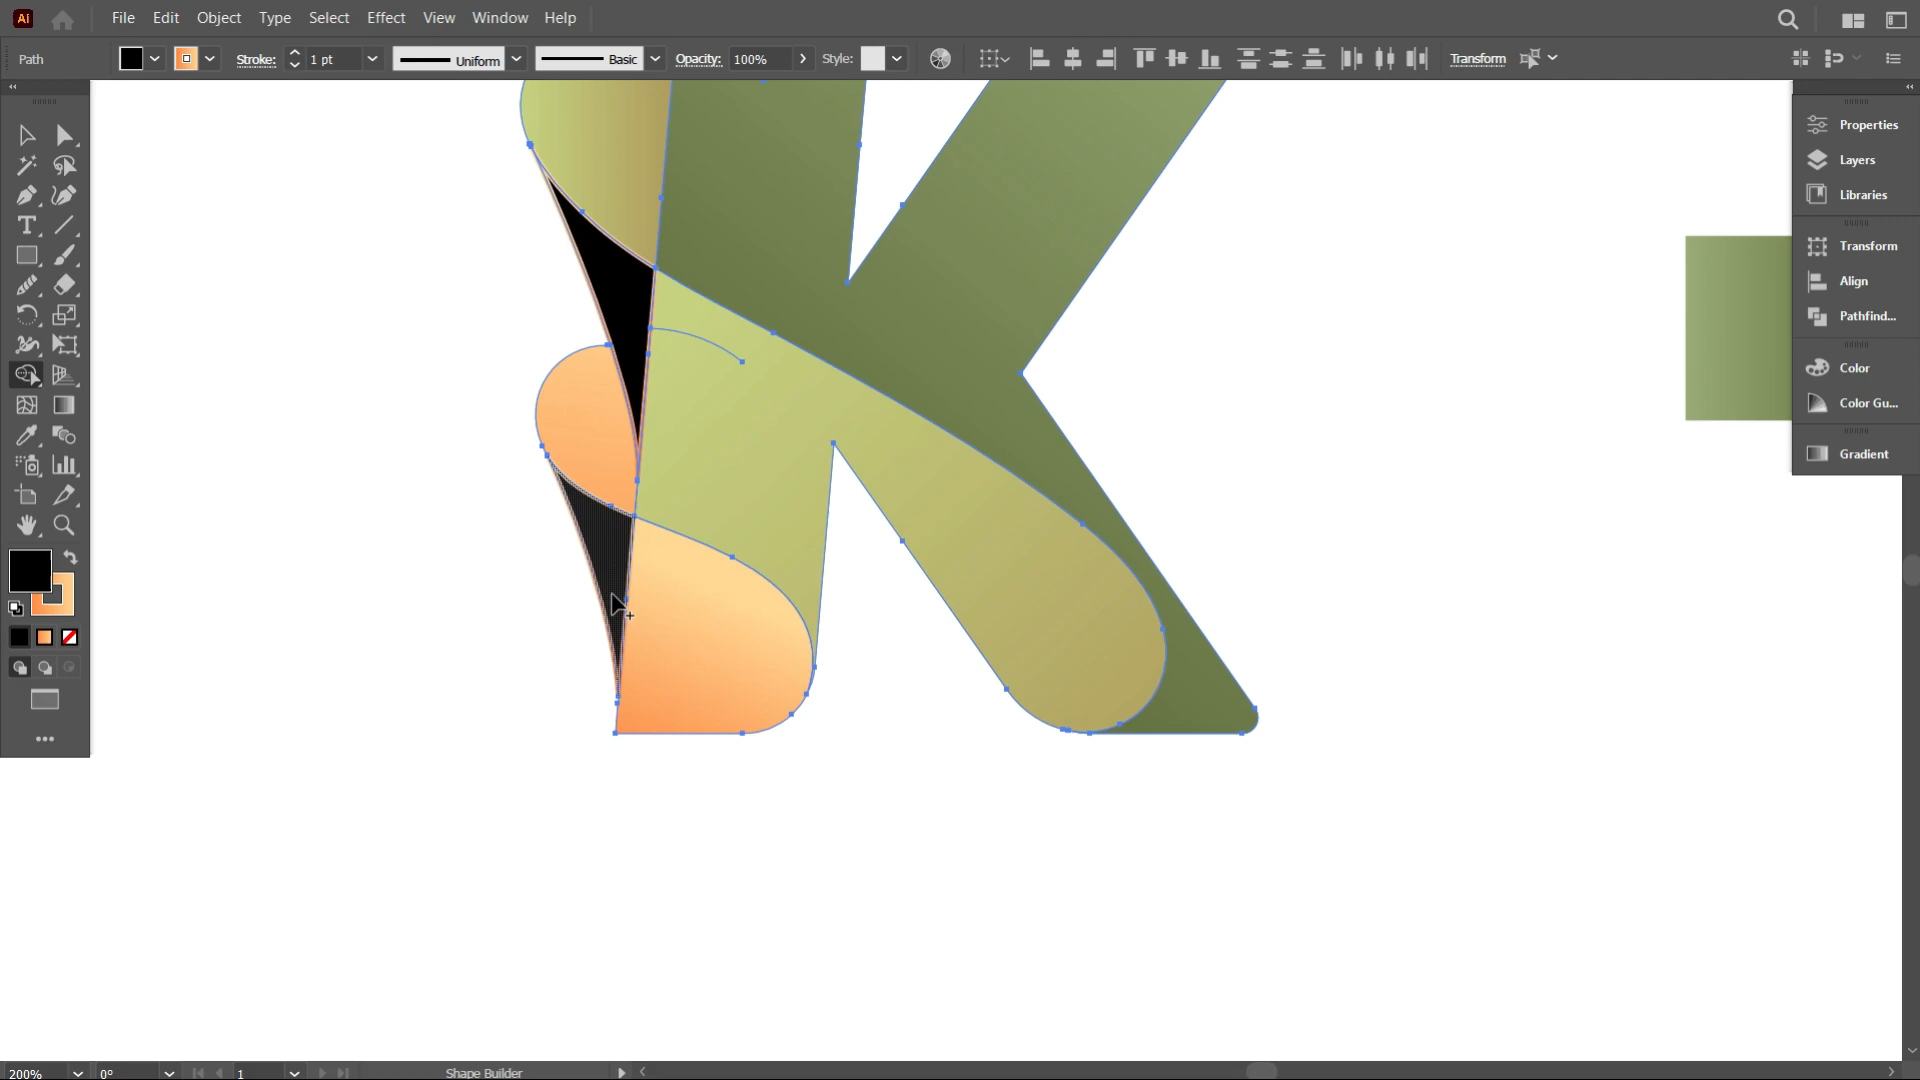 Ai File Edit Object Type Select Effect View Window Help
Path Stroke: 1 pt Uniform Basic Opacity: 100% Style: Transform
Properties
Layers
Libraries
Transform
Align
Pathfind...
Color
Color Gu...
Gradient
200% 0° 1 Shape Builder